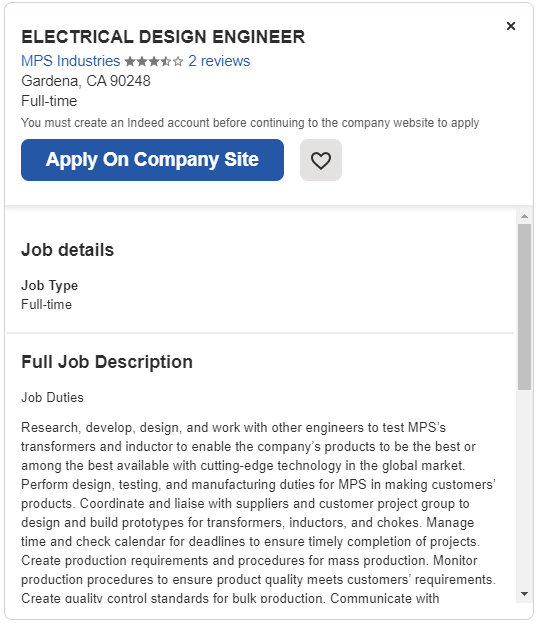 ELECTRICAL DESIGN ENGINEER
MPS Industries 2 reviews
Gardena, CA 90248
Full-time
You must create an Indeed account before continuing to the company website to apply
Apply On Company Site
Job details
Job Type
Full-time
Full Job Description
Job Duties
Research, develop, design, and work with other engineers to test MPS's
transformers and inductor to enable the company's products to be the best or
among the best available with cutting-edge technology in the global market.
Perform design, testing, and manufacturing duties for MPS in making customers'
products. Coordinate and liaise with suppliers and customer project group to
design and build prototypes for transformers, inductors, and chokes. Manage
time and check calendar for deadlines to ensure timely completion of projects.
Create production requirements and procedures for mass production. Monitor
production procedures to ensure product quality meets customers' requirements.
Create quality control standards for bulk production. Communicate with